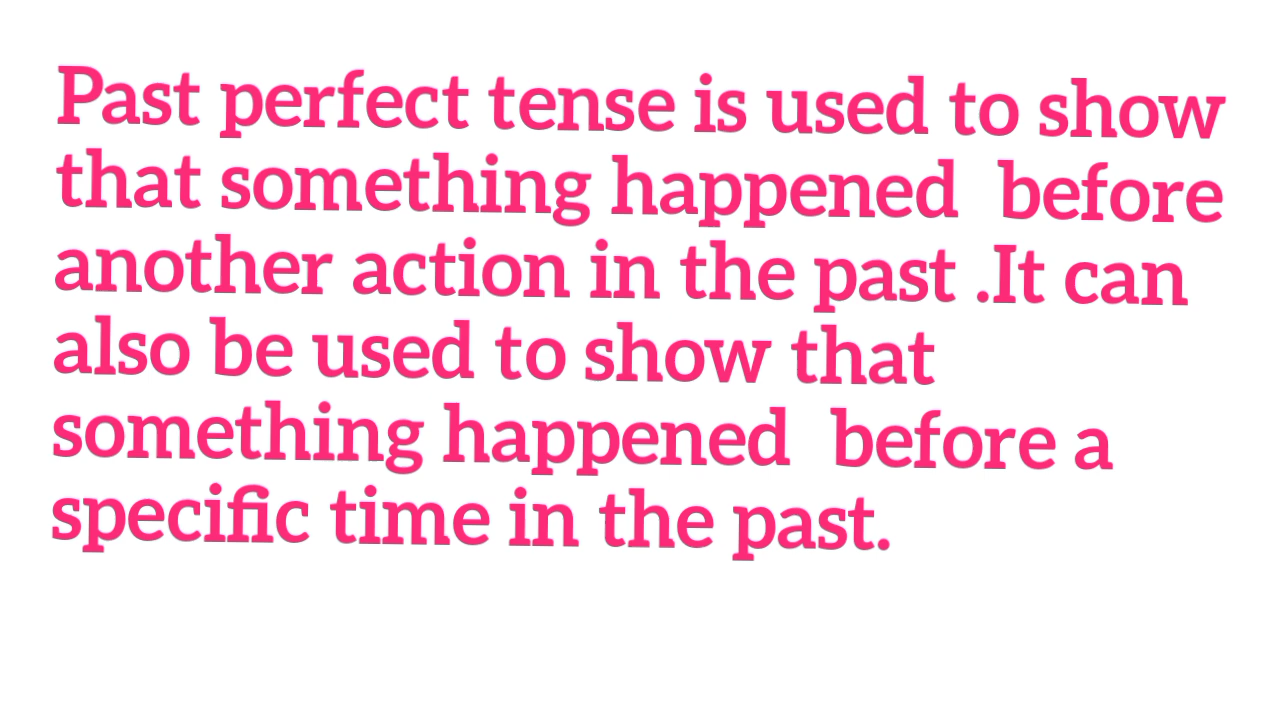 Past perfect tense is used to show
that something happened  before
another action in the past .It can
also be used to show that
something happened  before a
specific time in the past.